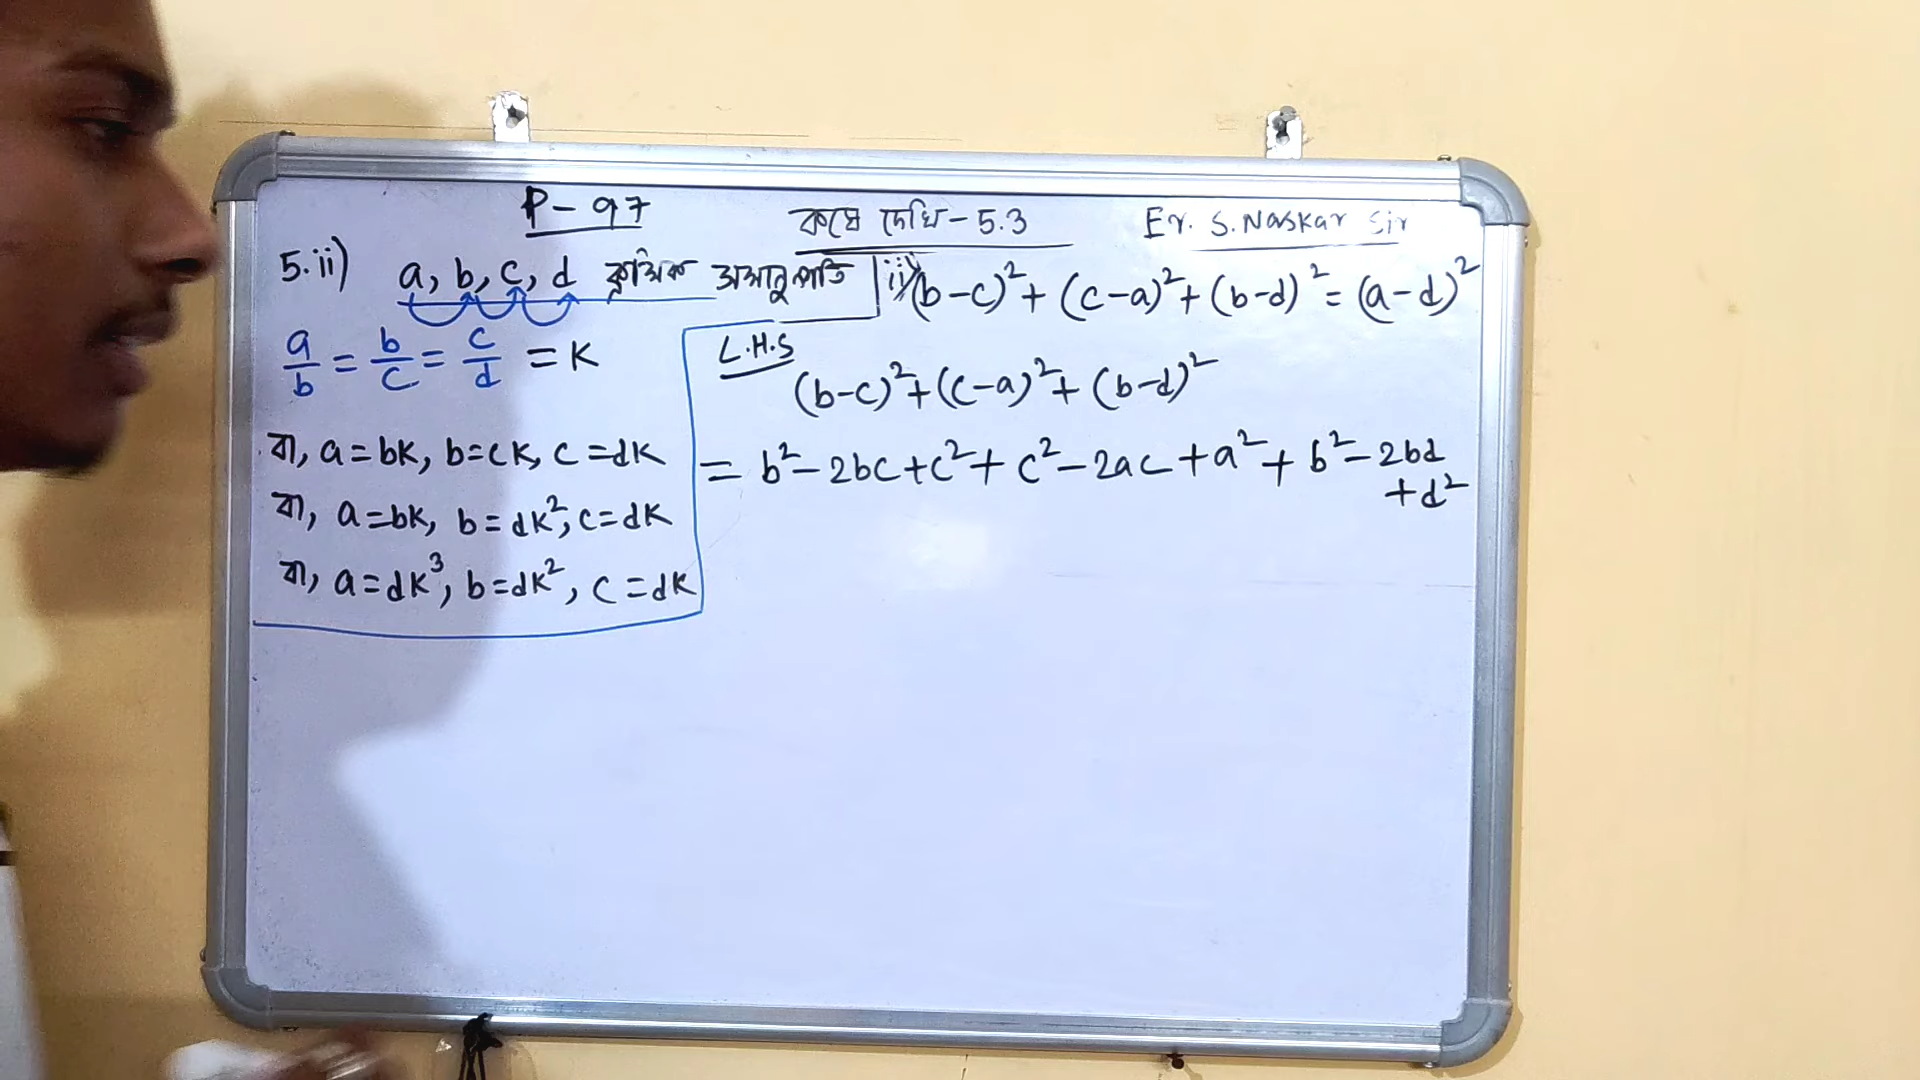 P-97
কষে দেখি-5.3
Er. S. Naskar Sir
5.ii) a, b, c, d ক্রমিক সমানুপাতি
ii) (b-c)²+(c-a)²+(b-d)²=(a-d)²
a/b = b/c = c/d = K
বা, a=bK, b=cK, c=dK
বা, a=bK, b=dK², c=dK
বা, a=dK³, b=dK², c=dK
L.H.S
(b-c)²+(c-a)²+(b-d)²
= b²-2bc+c²+c²-2ac+a²+b²-2bd
+d²